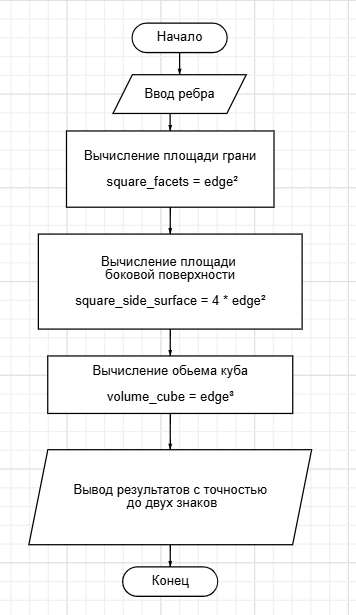 Начало
Ввод ребра
Вычисление площади грани
square_facets = edge²
Вычисление площади
боковой поверхности
square_side_surface = 4 * edge²
Вычисление обьема куба
volume_cube = edge³
Вывод результатов с точностью
до двух знаков
Конец